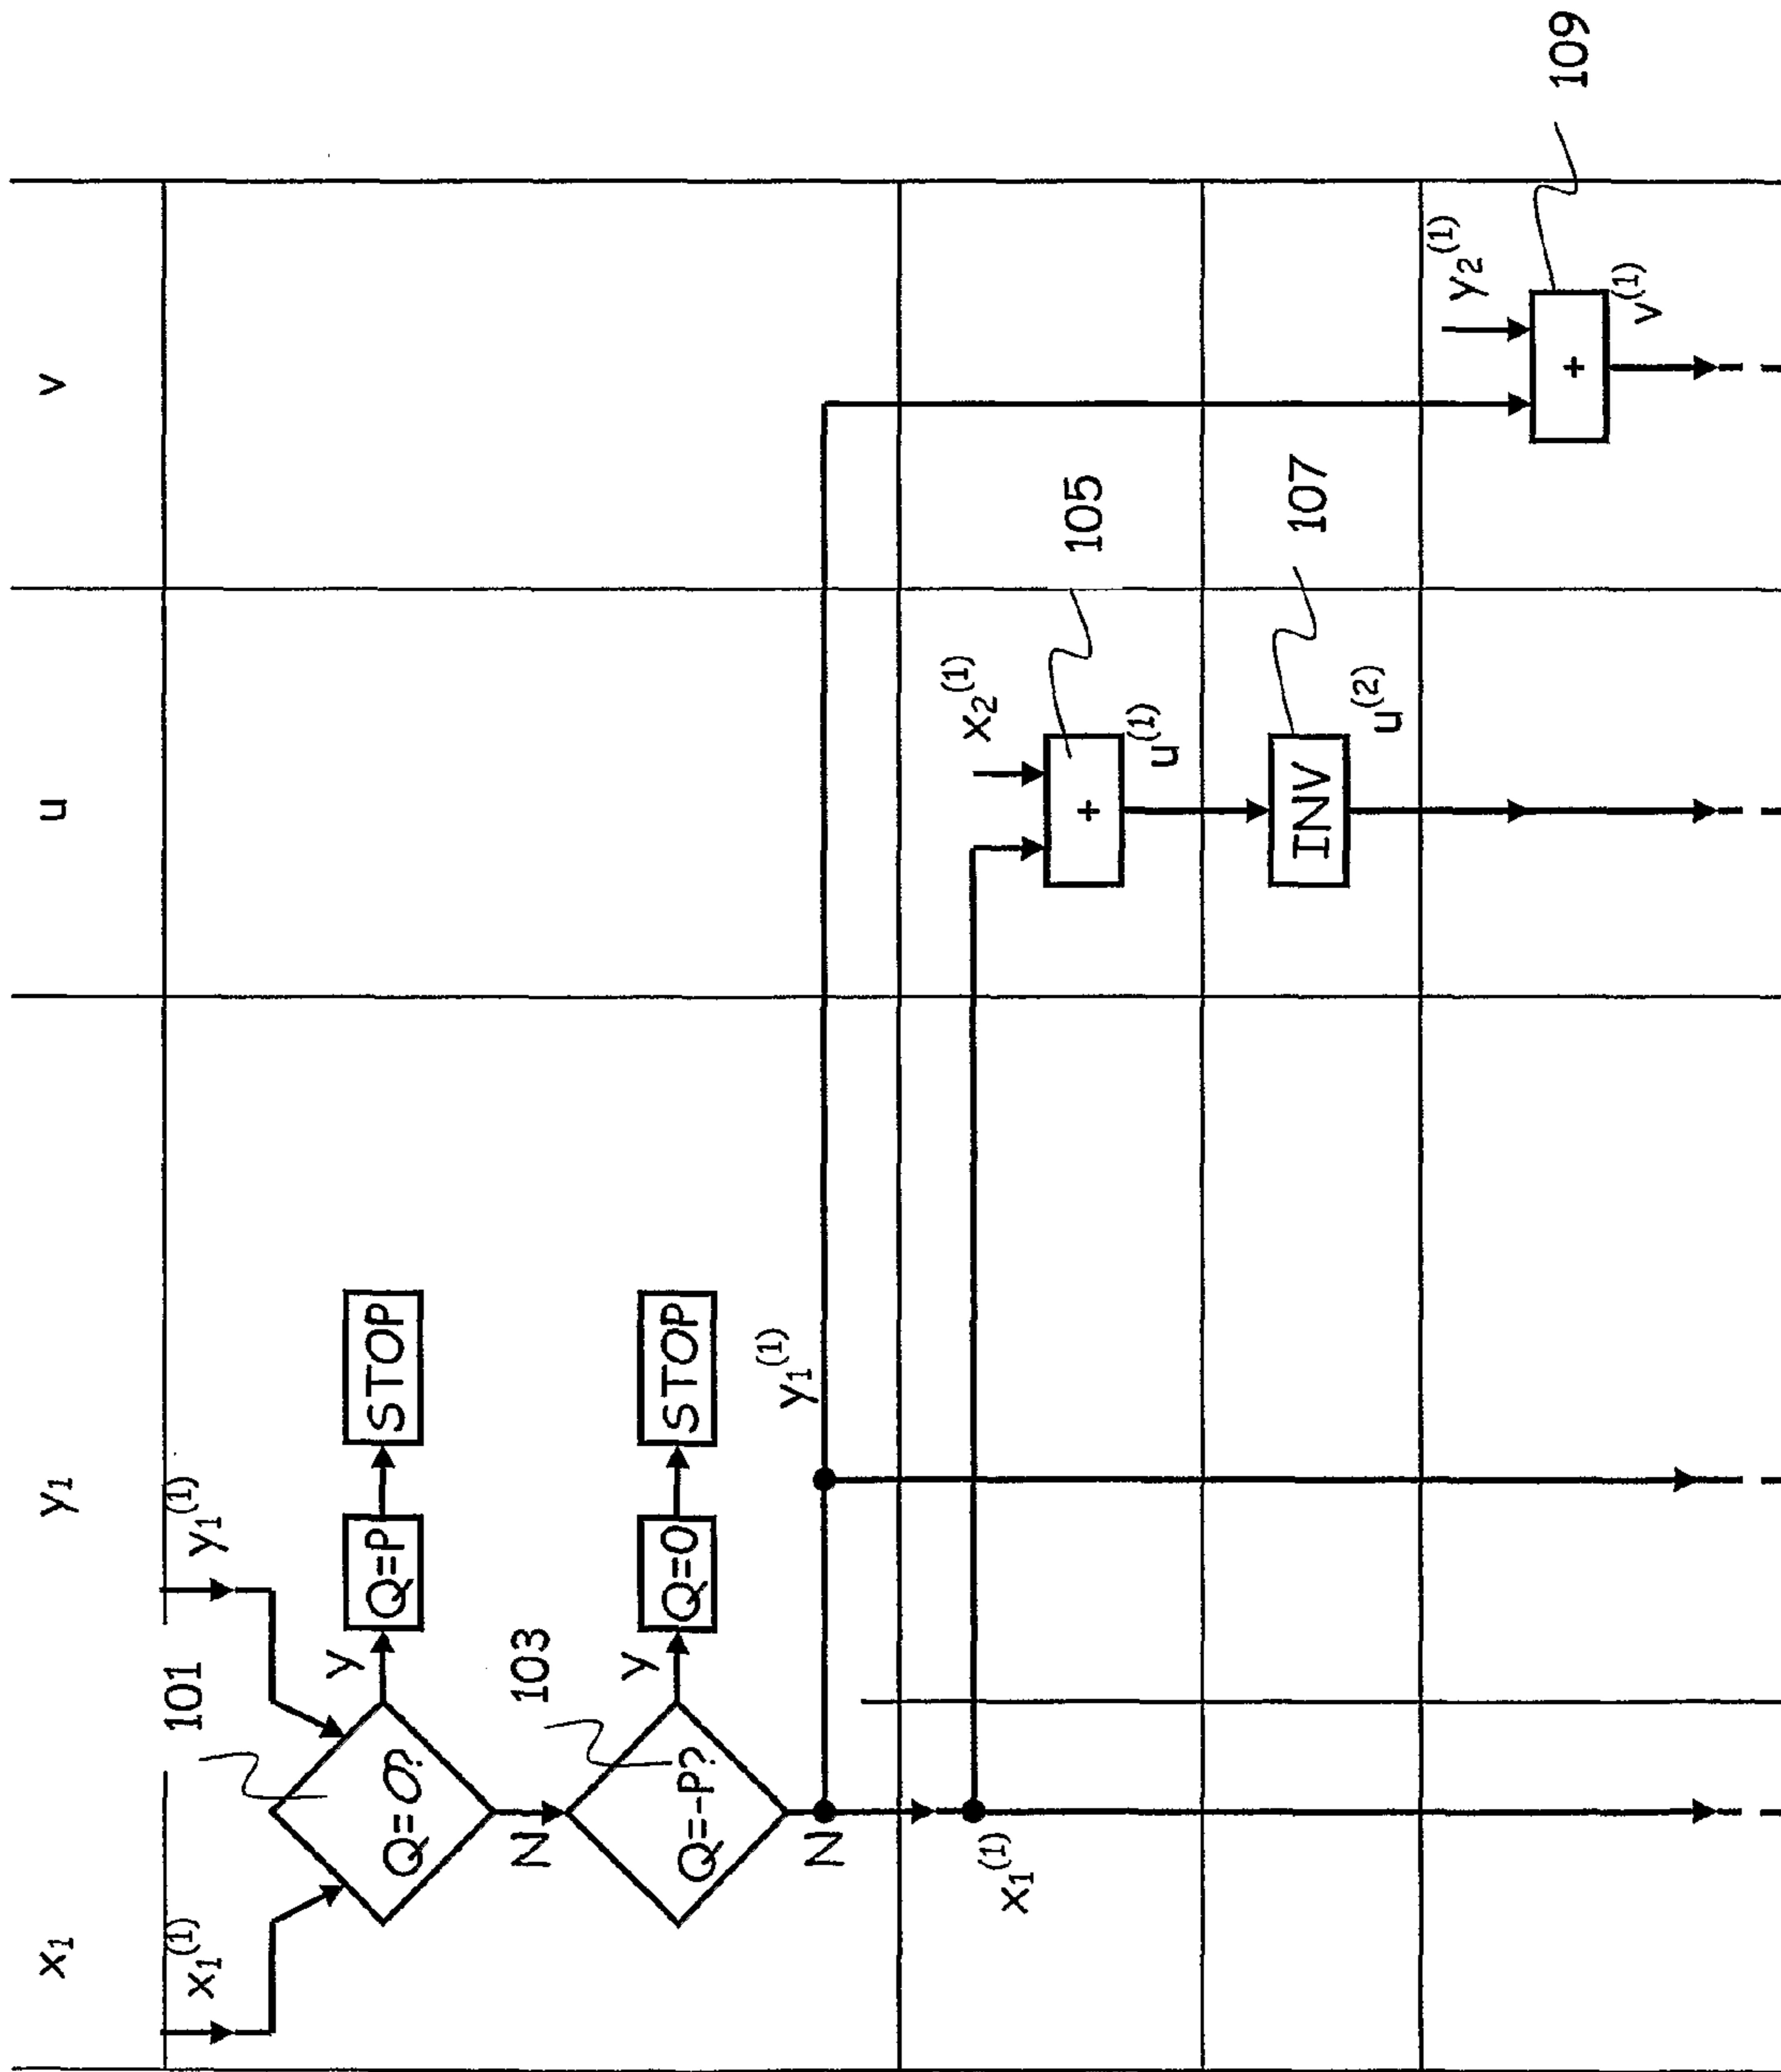 x₁ y₁ u v
x₁⁽¹⁾ 101 y₁⁽¹⁾
Q=O? Y Q=P STOP
N 103
Q=-P? Y Q=O STOP
N y₁⁽¹⁾
x₁⁽¹⁾ x₂⁽¹⁾
+ 105
u⁽¹⁾
INV 107
u⁽²⁾
y₂⁽¹⁾
+ 109
v⁽¹⁾